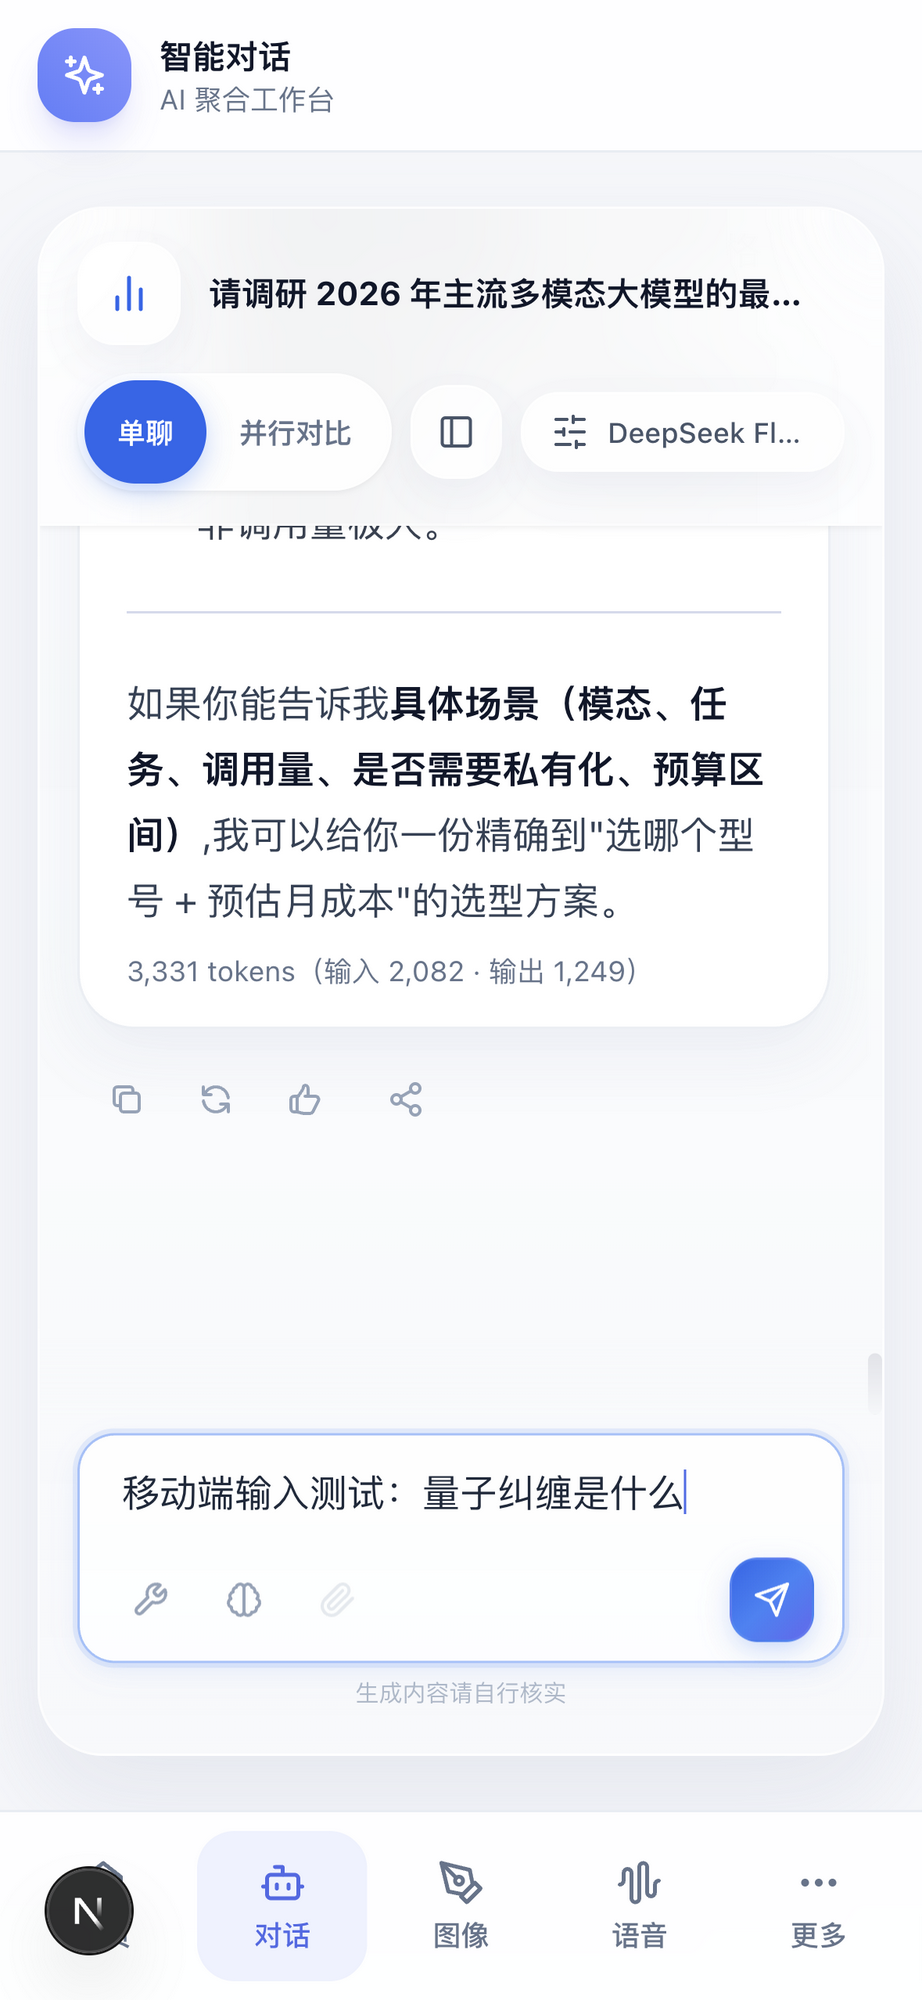 智能对话
AI 聚合工作台
请调研 2026 年主流多模态大模型的最...
单聊
并行对比
DeepSeek Fl...
非调用量极大。
如果你能告诉我具体场景（模态、任
务、调用量、是否需要私有化、预算区
间）,我可以给你一份精确到"选哪个型
号 + 预估月成本"的选型方案。
3,331 tokens（输入 2,082 · 输出 1,249）
移动端输入测试：量子纠缠是什么
生成内容请自行核实
N
对话
图像
语音
更多